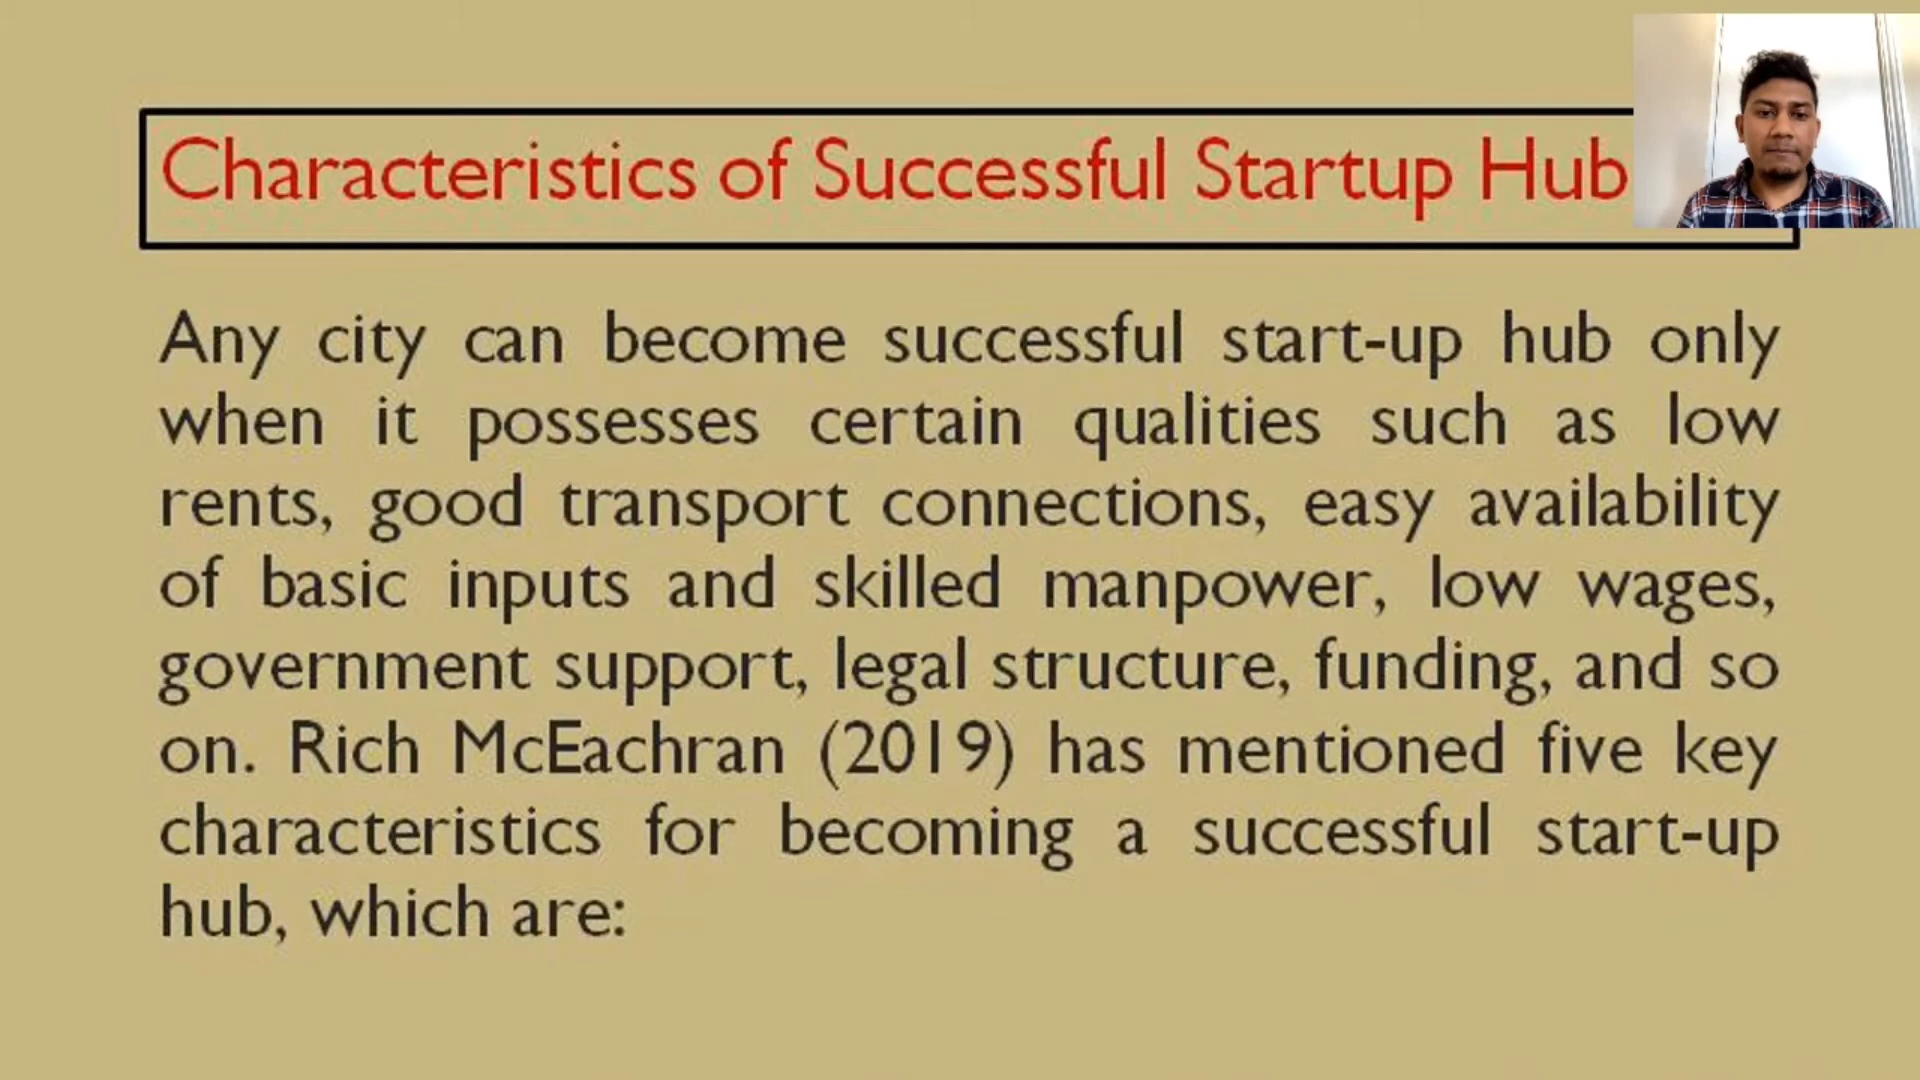 Characteristics of Successful Startup Hub
Any city can become successful start-up hub only
when it possesses certain qualities such as low
rents, good transport connections, easy availability
of basic inputs and skilled manpower, low wages,
government support, legal structure, funding, and so
on. Rich McEachran (2019) has mentioned five key
characteristics for becoming a successful start-up
hub, which are: